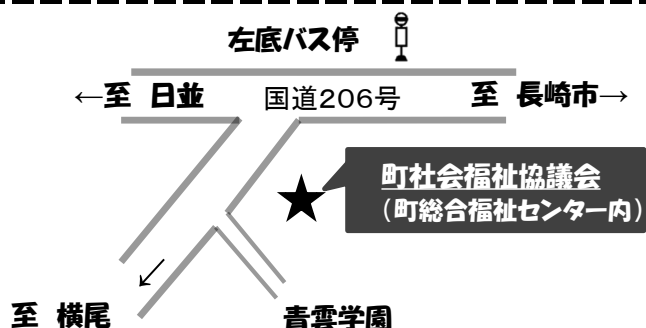 左底バス停
←至 日並 国道206号 至 長崎市→
町社会福祉協議会
（町総合福祉センター内）
至 横尾 青雲学園